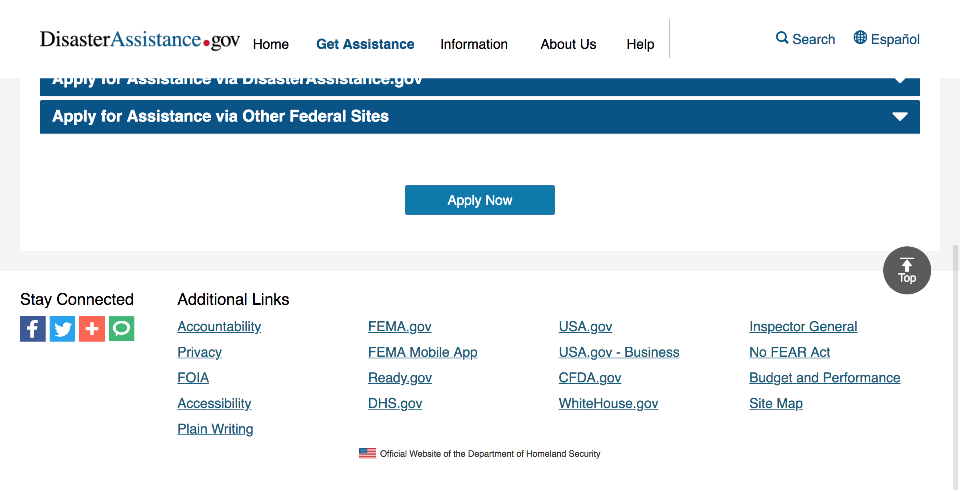 DisasterAssistance.gov Home Get Assistance Information About Us Help Search Español
Apply for Assistance via DisasterAssistance.gov
Apply for Assistance via Other Federal Sites
Apply Now
Top
Stay Connected
Additional Links
Accountability FEMA.gov USA.gov Inspector General
Privacy FEMA Mobile App USA.gov - Business No FEAR Act
FOIA Ready.gov CFDA.gov Budget and Performance
Accessibility DHS.gov WhiteHouse.gov Site Map
Plain Writing
Official Website of the Department of Homeland Security